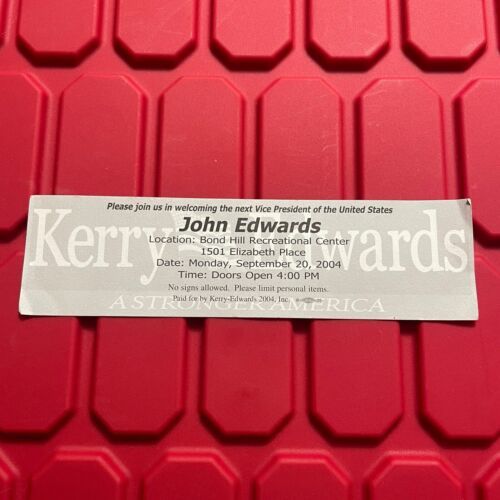 Please join us in welcoming the next Vice President of the United States
John Edwards
Kerry Edwards
Location: Bond Hill Recreational Center
1501 Elizabeth Place
Date: Monday, September 20, 2004
Time: Doors Open 4:00 PM
No signs allowed. Please limit personal items.
Paid for by Kerry-Edwards 2004, Inc.
A STRONGER AMERICA